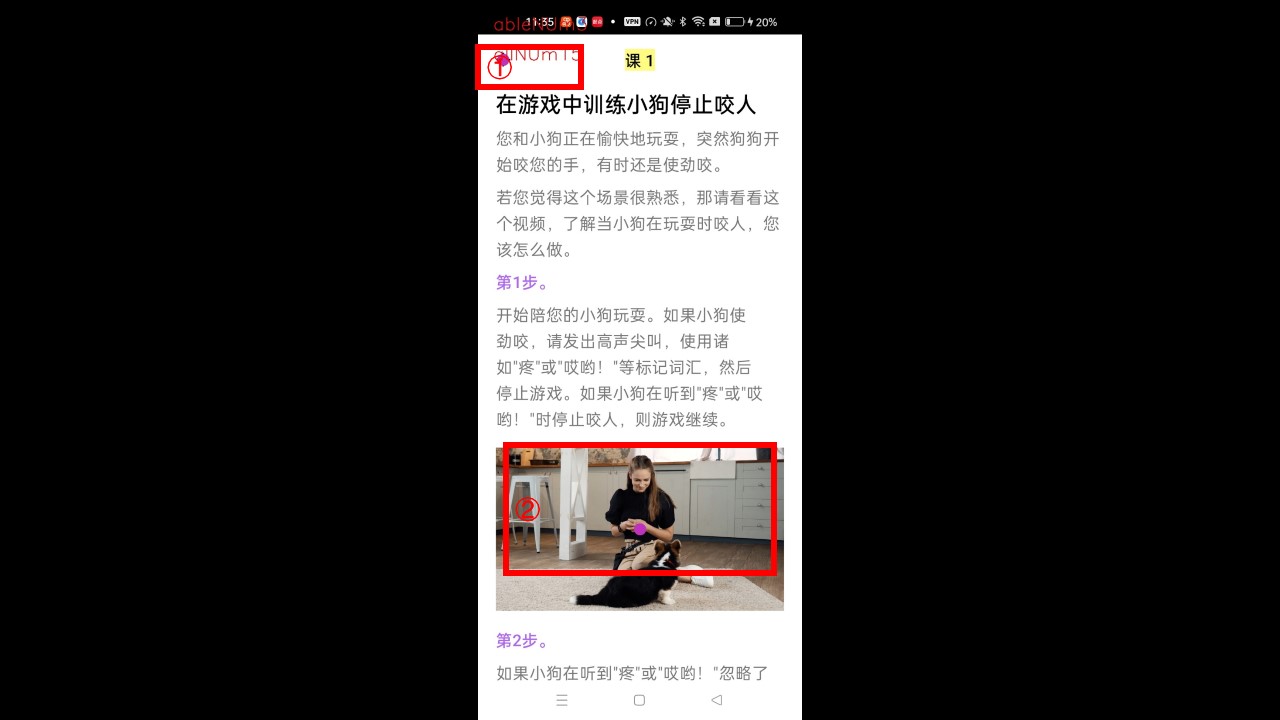 ableNum5
11:35
VPN
20%
allNUm15
①
课 1
在游戏中训练小狗停止咬人
您和小狗正在愉快地玩耍，突然狗狗开
始咬您的手，有时还是使劲咬。
若您觉得这个场景很熟悉，那请看看这
个视频，了解当小狗在玩耍时咬人，您
该怎么做。
第1步。
开始陪您的小狗玩耍。如果小狗使
劲咬，请发出高声尖叫，使用诸
如"疼"或"哎哟！"等标记词汇，然后
停止游戏。如果小狗在听到"疼"或"哎
哟！"时停止咬人，则游戏继续。
②
第2步。
如果小狗在听到"疼"或"哎哟！"忽略了